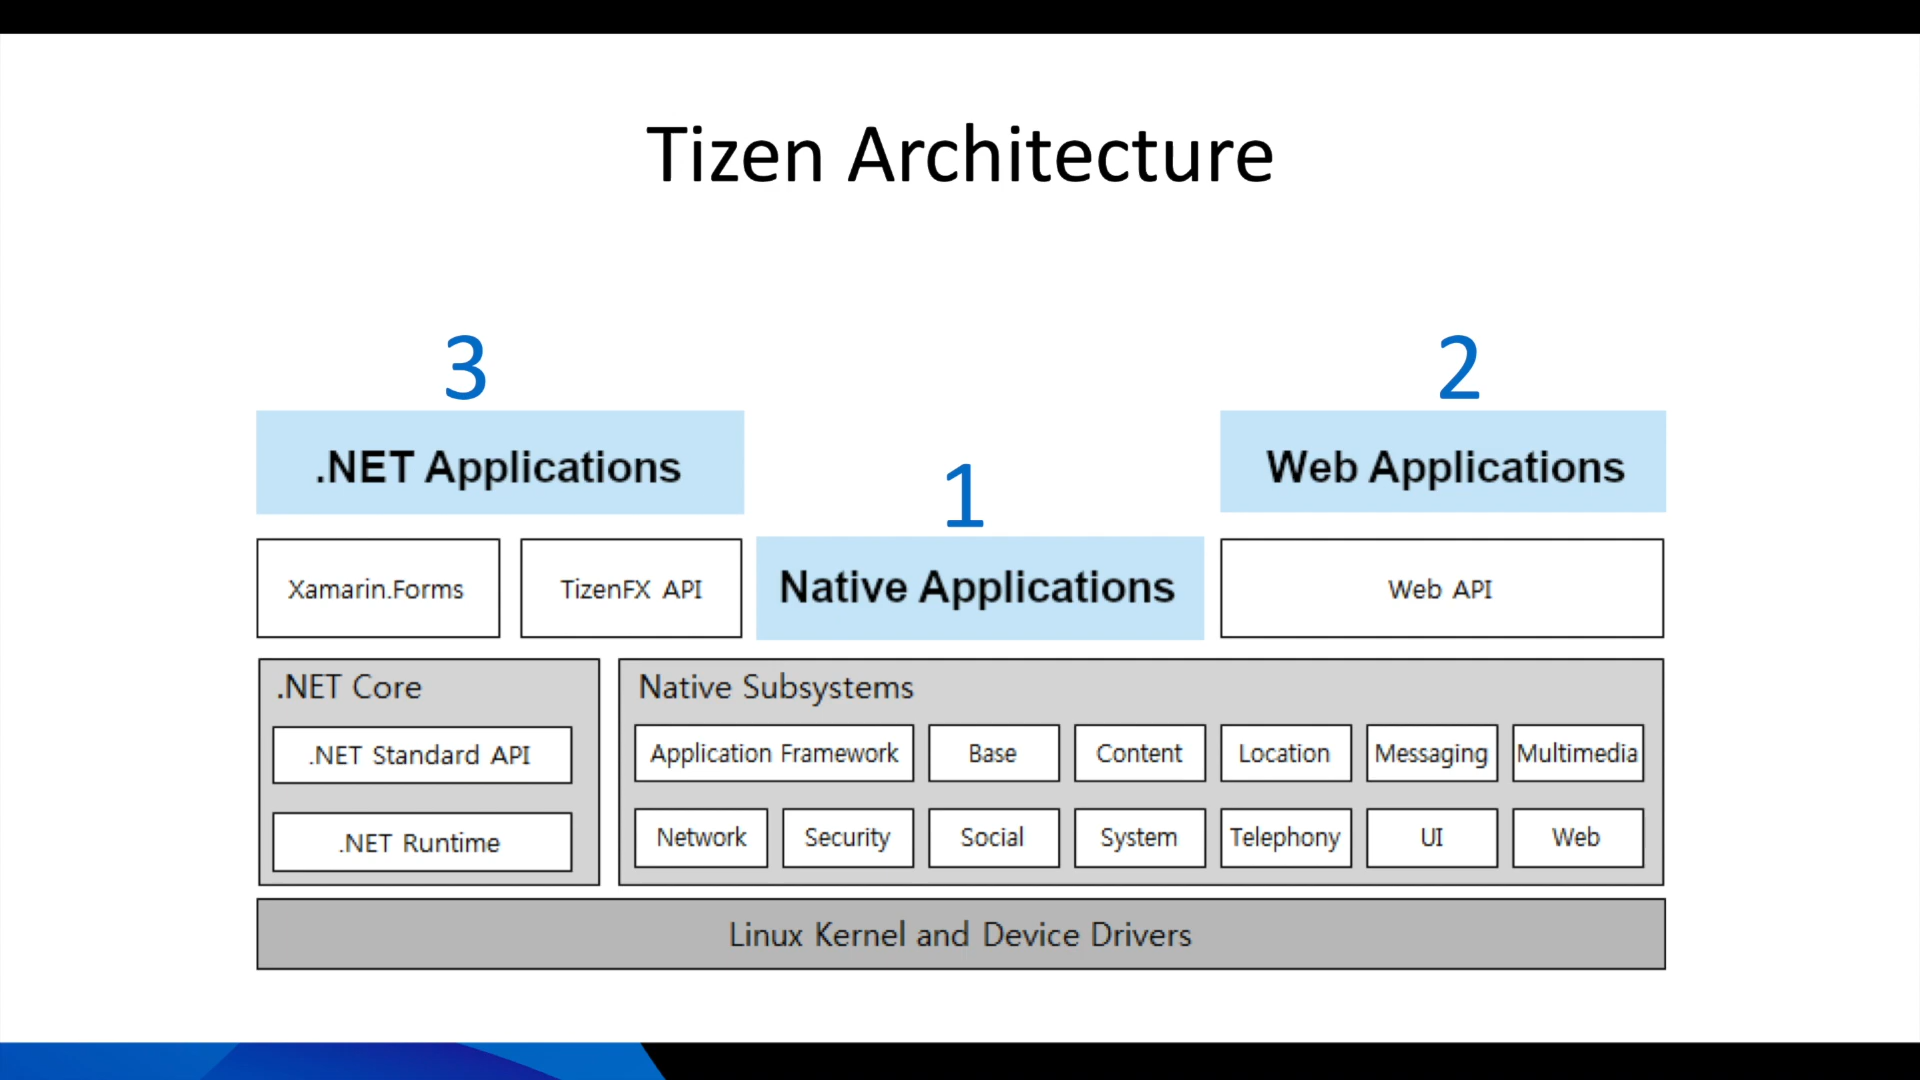 Tizen Architecture
3
2
.NET Applications
1
Web Applications
Xamarin.Forms
TizenFX API
Native Applications
Web API
.NET Core
Native Subsystems
.NET Standard API
Application Framework
Base
Content
Location
Messaging
Multimedia
.NET Runtime
Network
Security
Social
System
Telephony
UI
Web
Linux Kernel and Device Drivers